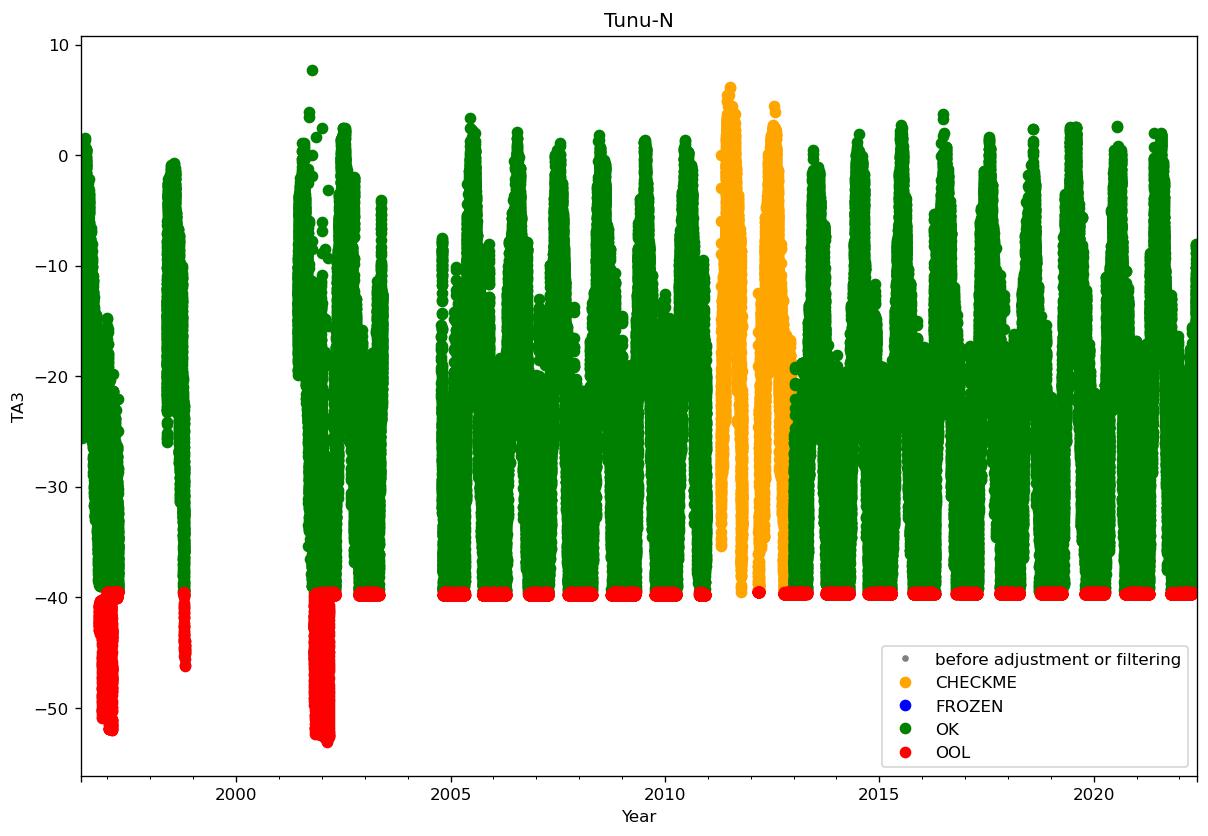 Tunu-N
10
0
−10
−20
−30
−40
−50
TA3
2000
2005
2010
2015
2020
Year
before adjustment or filtering
CHECKME
FROZEN
OK
OOL